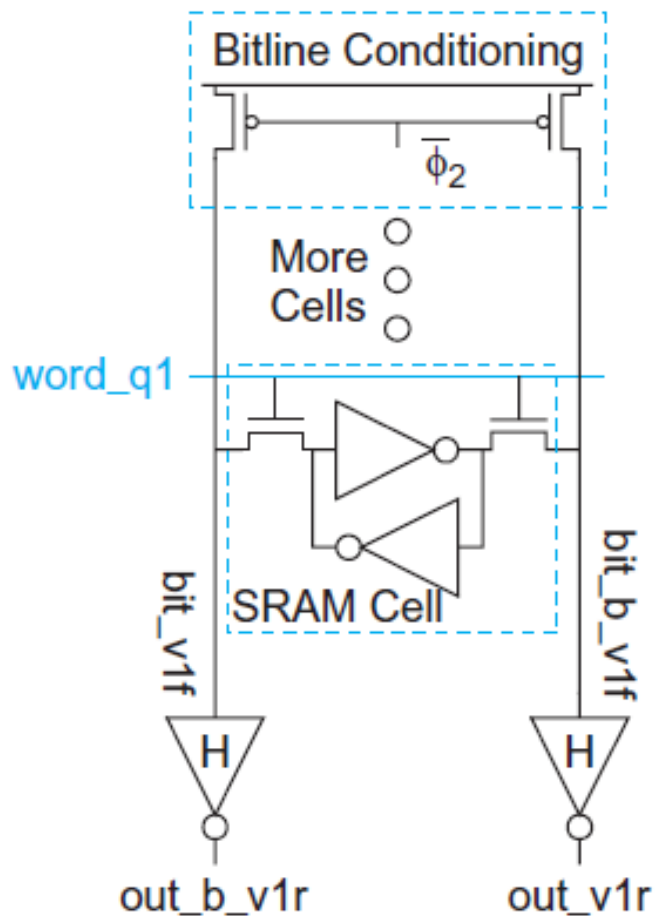 Bitline Conditioning
ϕ̅₂
More
Cells
word_q1
SRAM Cell
bit_v1f
bit_b_v1f
H
H
out_b_v1r
out_v1r